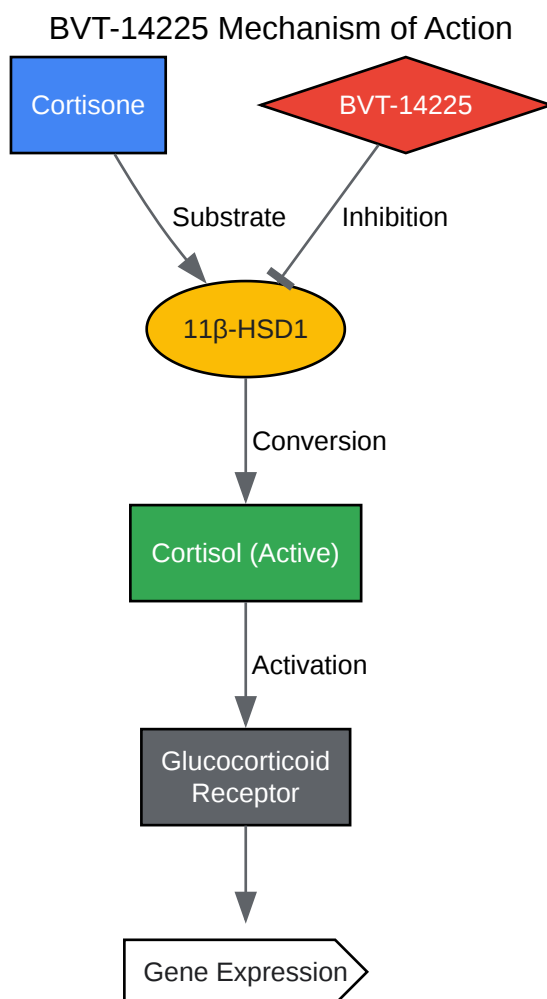 BVT-14225 Mechanism of Action
Cortisone
BVT-14225
Substrate
Inhibition
11β-HSD1
Conversion
Cortisol (Active)
Activation
Glucocorticoid
Receptor
Gene Expression